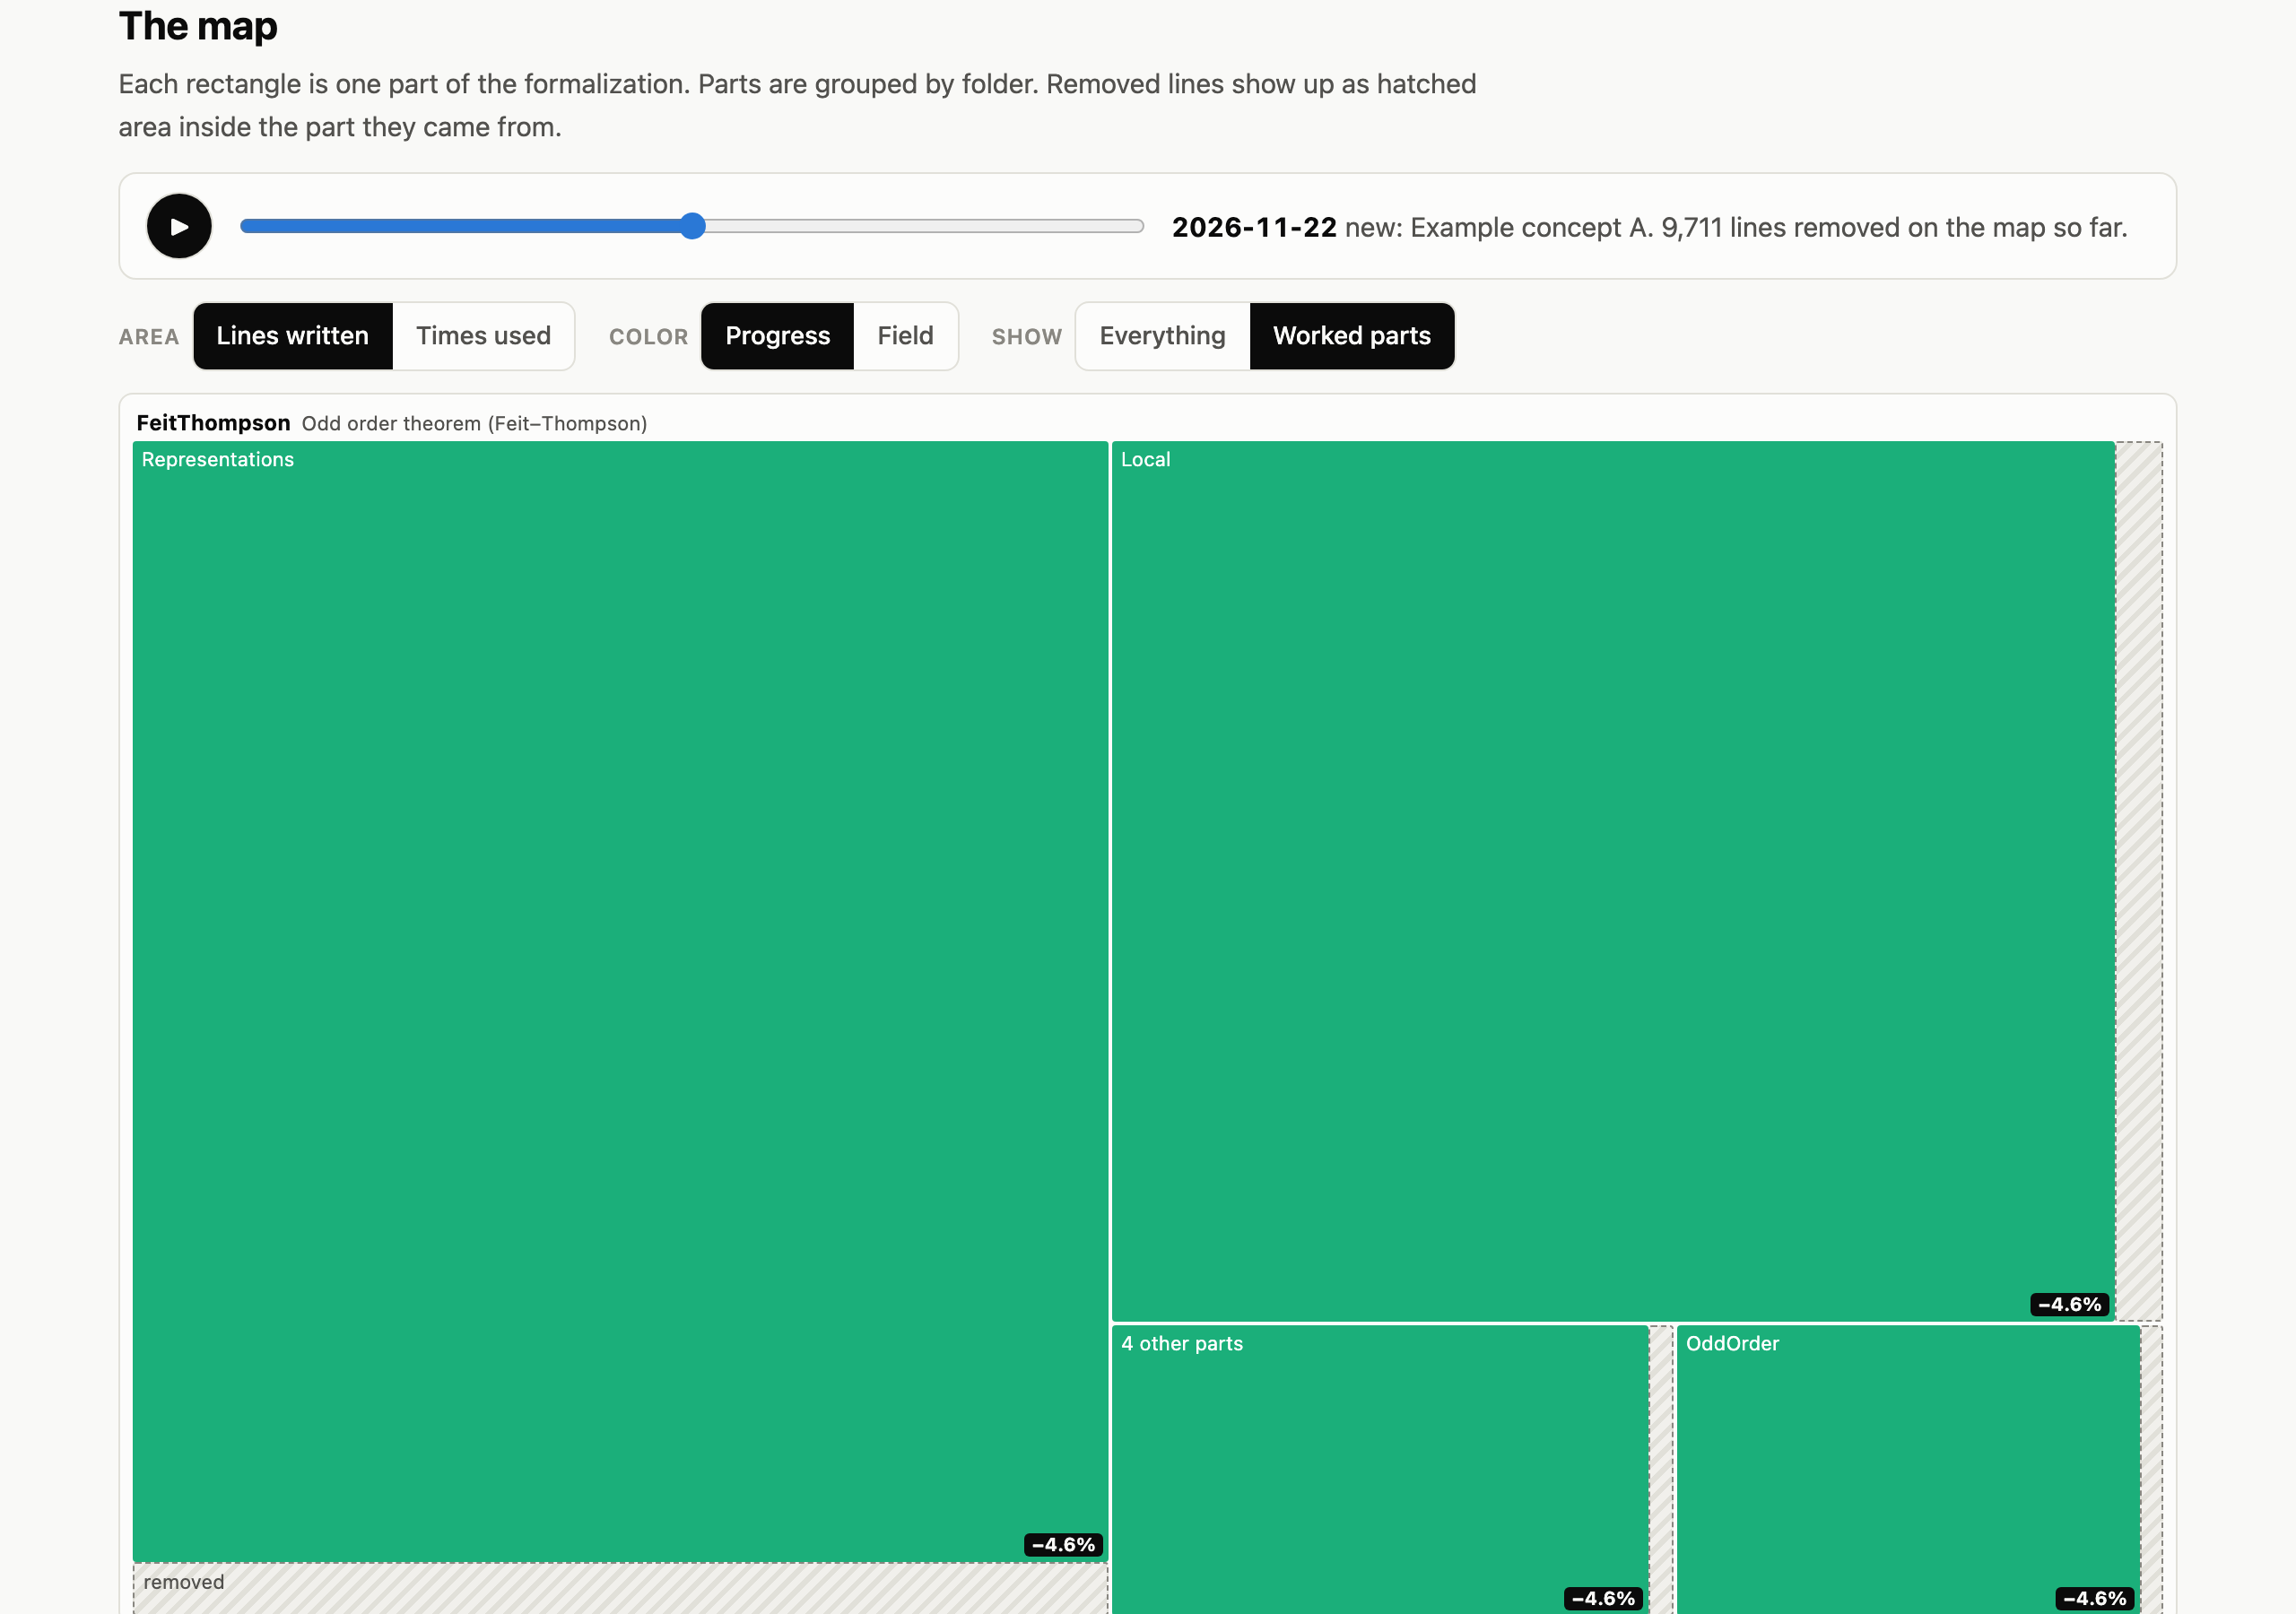 The map
Each rectangle is one part of the formalization. Parts are grouped by folder. Removed lines show up as hatched
area inside the part they came from.
2026-11-22 new: Example concept A. 9,711 lines removed on the map so far.
AREA Lines written Times used COLOR Progress Field SHOW Everything Worked parts
FeitThompson Odd order theorem (Feit–Thompson)
Representations
−4.6%
removed
Local
−4.6%
4 other parts
−4.6%
OddOrder
−4.6%